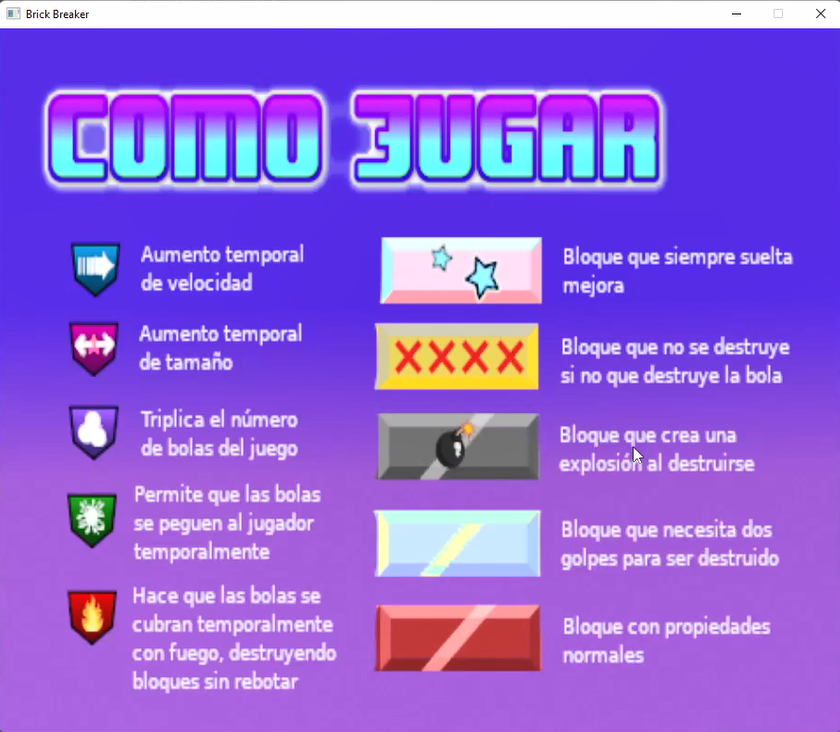 Brick Breaker
COMO JUGAR
Aumento temporal
de velocidad
Aumento temporal
de tamaño
Triplica el número
de bolas del juego
Permite que las bolas
se peguen al jugador
temporalmente
Hace que las bolas se
cubran temporalmente
con fuego, destruyendo
bloques sin rebotar
Bloque que siempre suelta
mejora
XXXX
Bloque que no se destruye
si no que destruye la bola
Bloque que crea una
explosión al destruirse
Bloque que necesita dos
golpes para ser destruido
Bloque con propiedades
normales